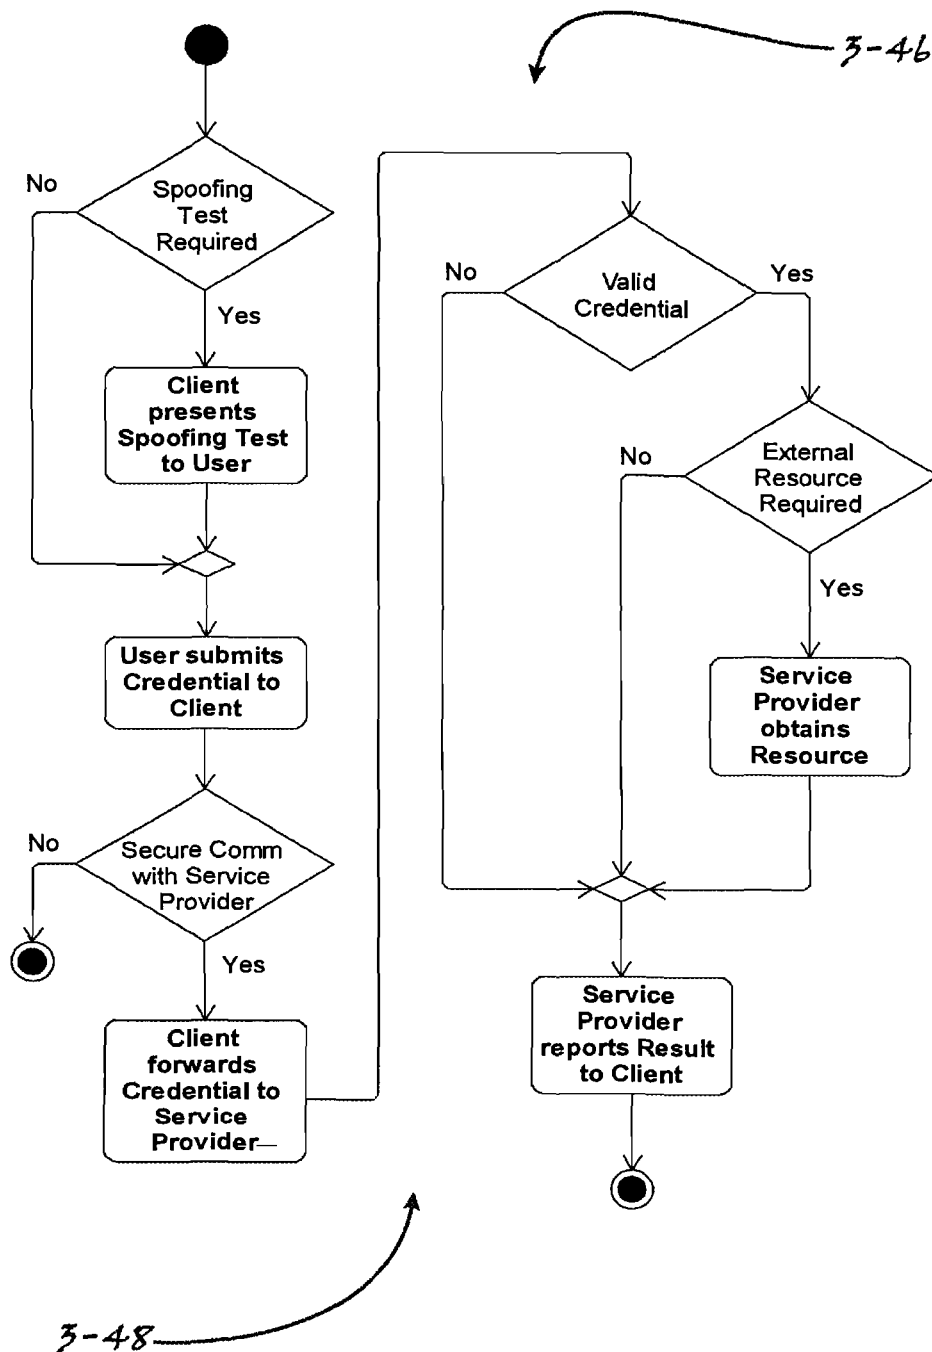 3-46
No
Spoofing
Test
Required
Yes
Client
presents
Spoofing Test
to User
User submits
Credential to
Client
No
Secure Comm
with Service
Provider
Yes
Client
forwards
Credential to
Service
Provider
No
Valid
Credential
Yes
No
External
Resource
Required
Yes
Service
Provider
obtains
Resource
Service
Provider
reports Result
to Client
3-48